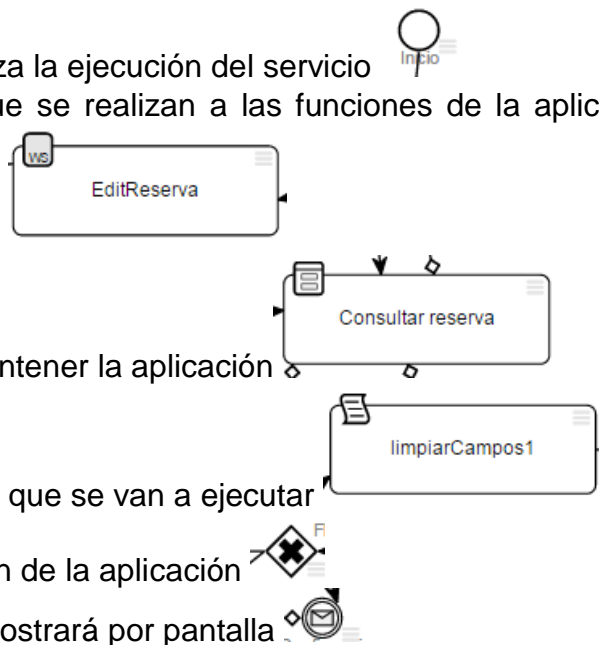 za la ejecución del servicio
Inicio
ue se realizan a las funciones de la aplic
WS
EditReserva
Consultar reserva
ntener la aplicación
limpiarCampos1
que se van a ejecutar
n de la aplicación
ostrará por pantalla